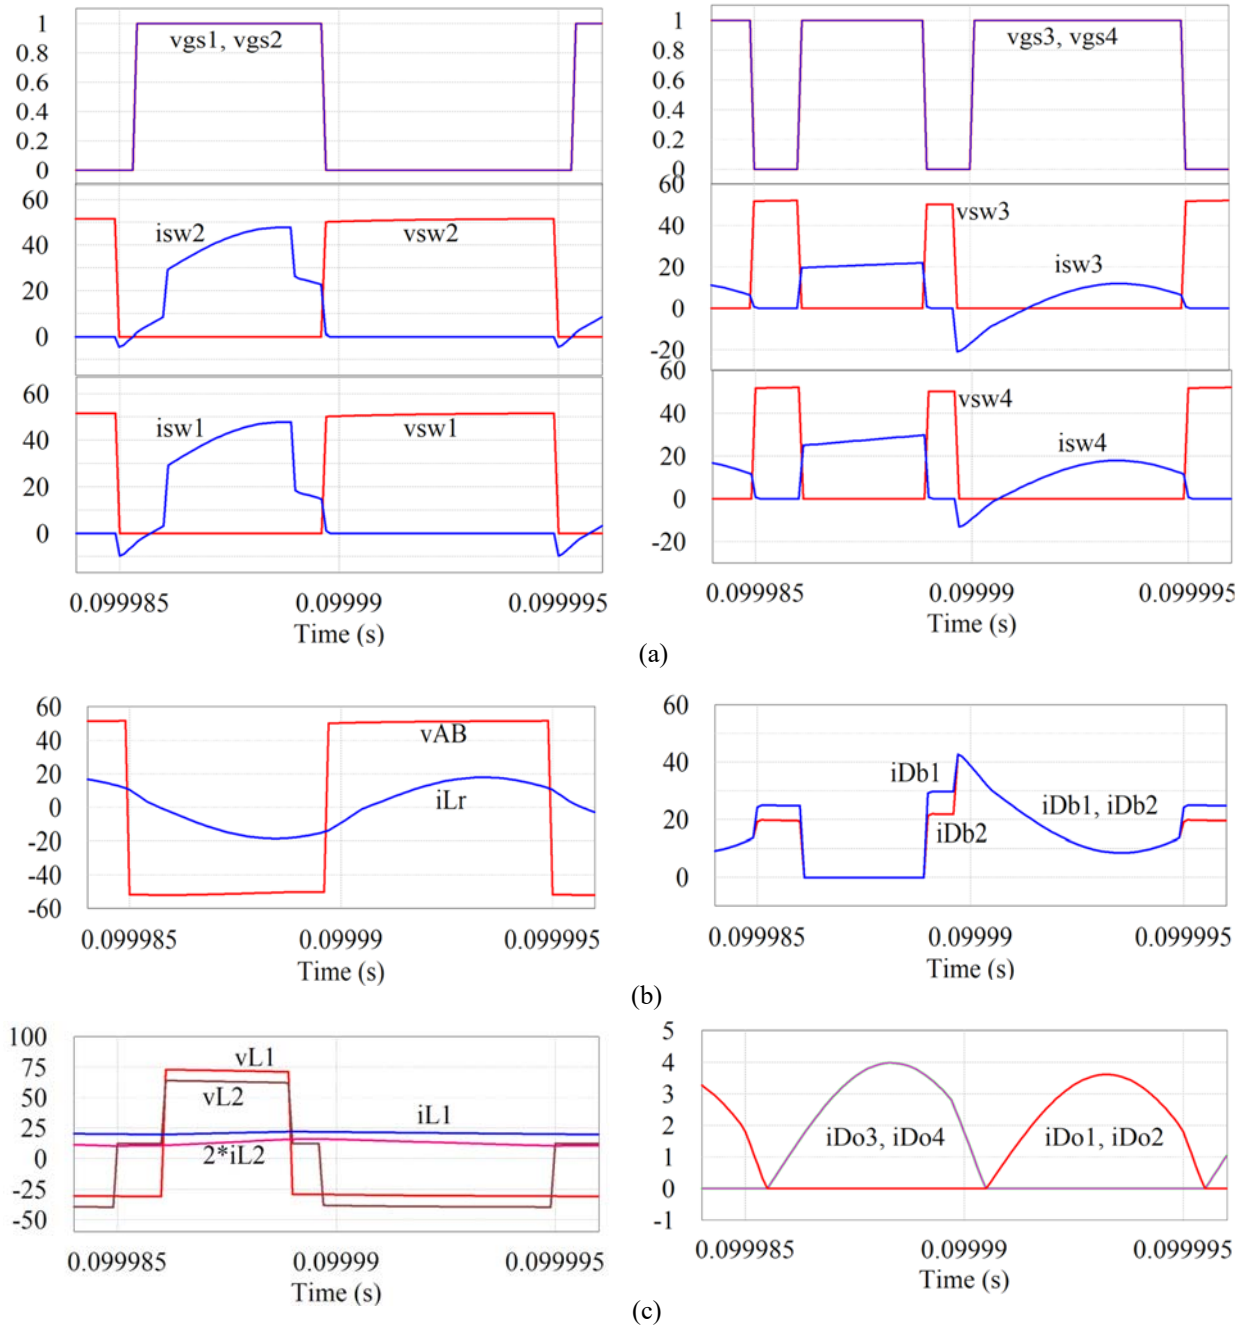 1
0.8
0.6
0.4
0.2
0
vgs1, vgs2
60
40
20
0
isw2
vsw2
60
40
20
0
isw1
vsw1
0.099985 0.09999 0.099995
Time (s)
1
0.8
0.6
0.4
0.2
0
vgs3, vgs4
60
40
20
0
-20
vsw3
isw3
60
40
20
0
-20
vsw4
isw4
0.099985 0.09999 0.099995
Time (s)
(a)
60
40
20
0
-20
-40
-60
vAB
iLr
0.099985 0.09999 0.099995
Time (s)
60
40
20
0
iDb1
iDb2
iDb1, iDb2
0.099985 0.09999 0.099995
Time (s)
(b)
100
75
50
25
0
-25
-50
vL1
vL2
iL1
2*iL2
0.099985 0.09999 0.099995
Time (s)
5
4
3
2
1
0
-1
iDo3, iDo4
iDo1, iDo2
0.099985 0.09999 0.099995
Time (s)
(c)